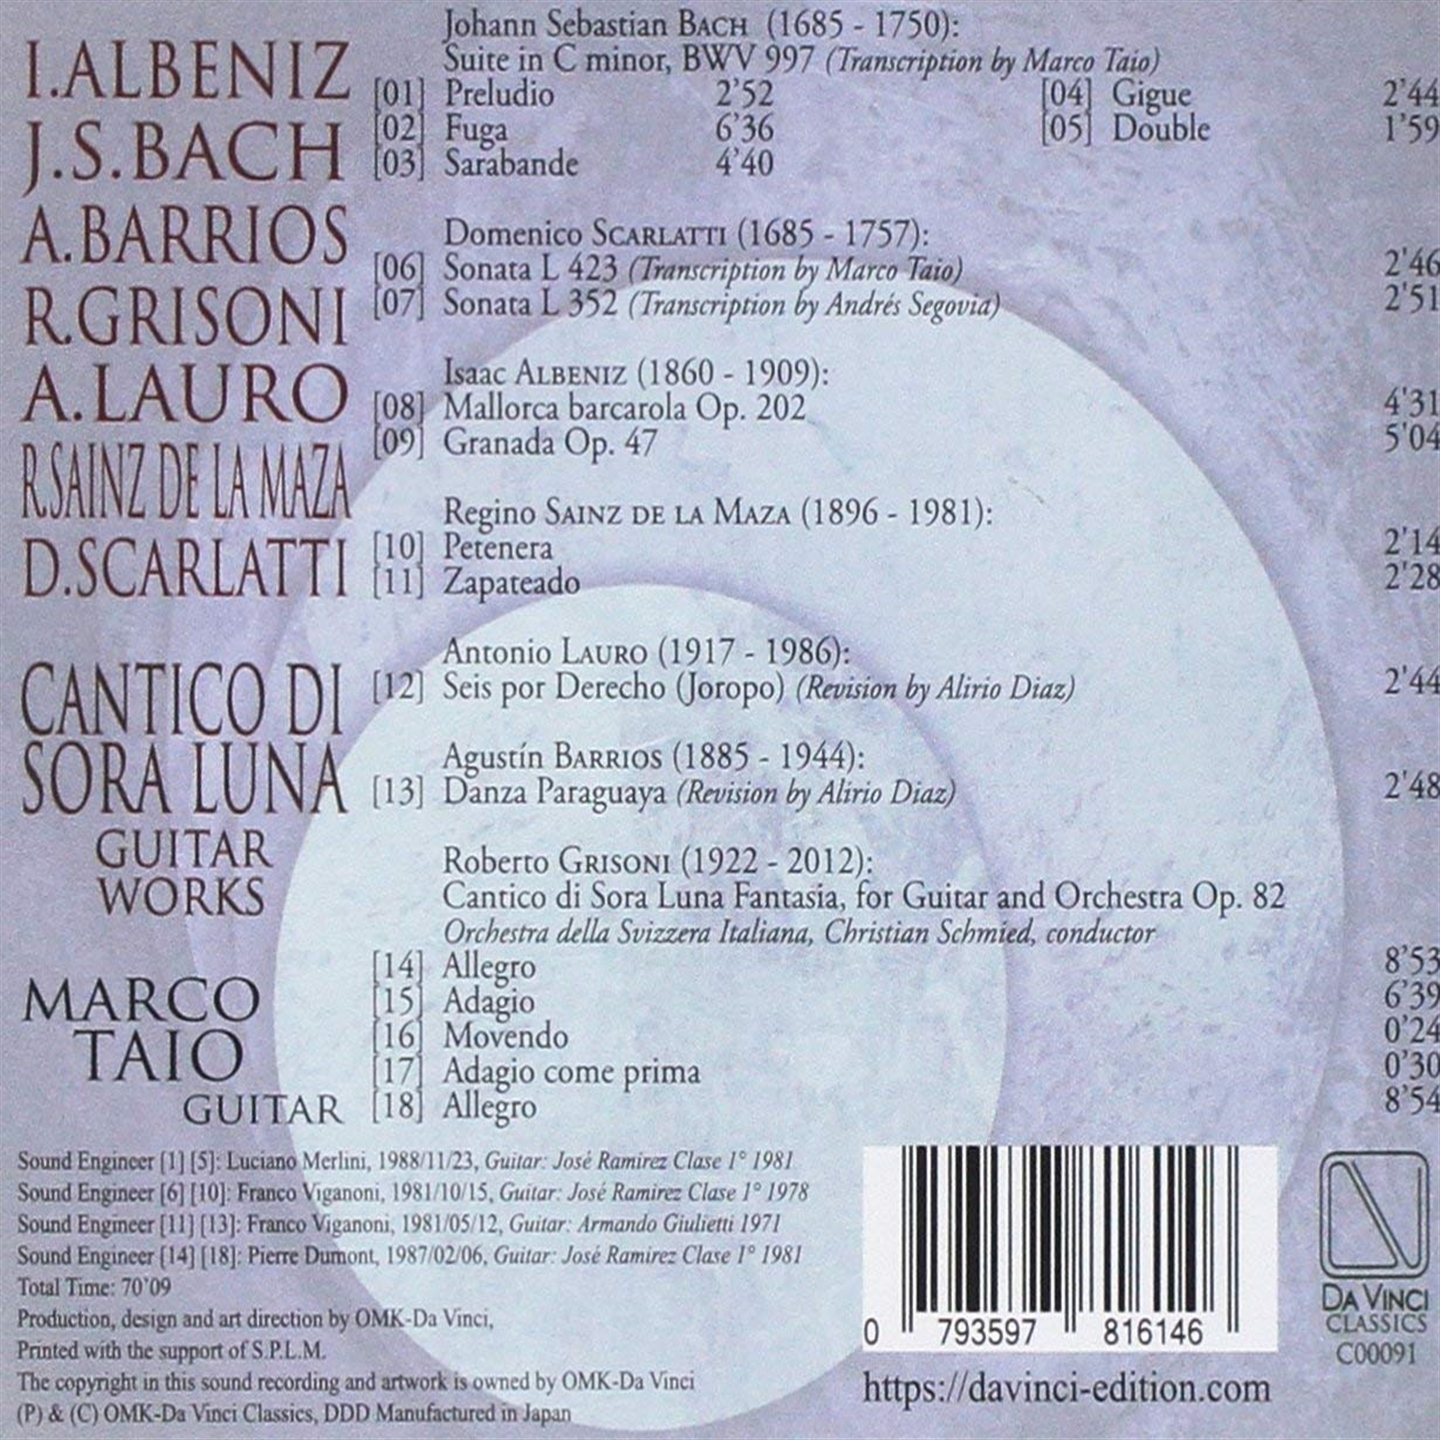 I.ALBENIZ
J.S.BACH
A.BARRIOS
R.GRISONI
A.LAURO
R.SAINZ DE LA MAZA
D.SCARLATTI
CANTICO DI
SORA LUNA
GUITAR
WORKS
MARCO
TAIO
GUITAR
Johann Sebastian BACH (1685 - 1750):
Suite in C minor, BWV 997 (Transcription by Marco Taio)
[01] Preludio 2'52 [04] Gigue 2'44
[02] Fuga 6'36 [05] Double 1'59
[03] Sarabande 4'40
Domenico SCARLATTI (1685 - 1757):
[06] Sonata L 423 (Transcription by Marco Taio) 2'46
[07] Sonata L 352 (Transcription by Andrés Segovia) 2'51
Isaac ALBENIZ (1860 - 1909):
[08] Mallorca barcarola Op. 202 4'31
[09] Granada Op. 47 5'04
Regino SAINZ DE LA MAZA (1896 - 1981):
[10] Petenera 2'14
[11] Zapateado 2'28
Antonio LAURO (1917 - 1986):
[12] Seis por Derecho (Joropo) (Revision by Alirio Diaz) 2'44
Agustín BARRIOS (1885 - 1944):
[13] Danza Paraguaya (Revision by Alirio Diaz) 2'48
Roberto GRISONI (1922 - 2012):
Cantico di Sora Luna Fantasia, for Guitar and Orchestra Op. 82
Orchestra della Svizzera Italiana, Christian Schmied, conductor
[14] Allegro 8'53
[15] Adagio 6'39
[16] Movendo 0'24
[17] Adagio come prima 0'30
[18] Allegro 8'54
Sound Engineer [1] [5]: Luciano Merlini, 1988/11/23, Guitar: José Ramirez Clase 1° 1981
Sound Engineer [6] [10]: Franco Viganoni, 1981/10/15, Guitar: José Ramirez Clase 1° 1978
Sound Engineer [11] [13]: Franco Viganoni, 1981/05/12, Guitar: Armando Giulietti 1971
Sound Engineer [14] [18]: Pierre Dumont, 1987/02/06, Guitar: José Ramirez Clase 1° 1981
Total Time: 70'09
Production, design and art direction by OMK-Da Vinci,
Printed with the support of S.P.L.M.
The copyright in this sound recording and artwork is owned by OMK-Da Vinci
(P) & (C) OMK-Da Vinci Classics, DDD Manufactured in Japan
0 793597 816146
https://davinci-edition.com
DA VINCI
CLASSICS
C00091